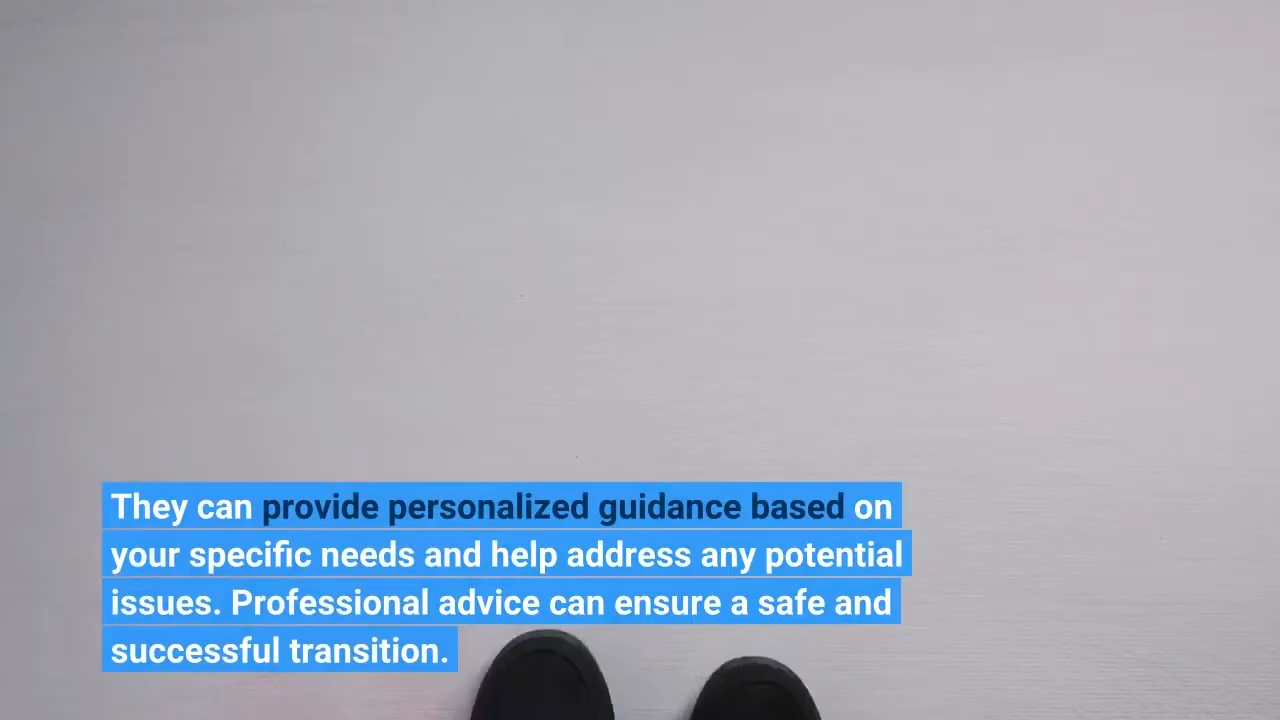 They can provide personalized guidance based on
your specific needs and help address any potential
issues. Professional advice can ensure a safe and
successful transition.